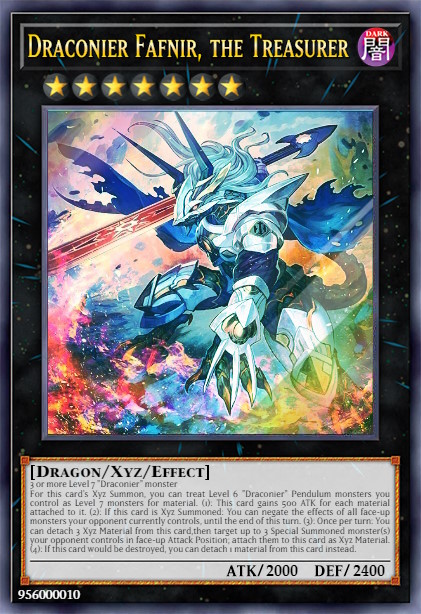 DRACONIER FAFNIR, THE TREASURER
DARK
闇
[DRAGON/XYZ/EFFECT]
3 or more Level 7 "Draconier" monster
For this card's Xyz Summon, you can treat Level 6 "Draconier" Pendulum monsters you
control as Level 7 monsters for material. (1): This card gains 500 ATK for each material
attached to it. (2): If this card is Xyz Summoned: You can negate the effects of all face-up
monsters your opponent currently controls, until the end of this turn. (3): Once per turn: You
can detach 3 Xyz Material from this card,then target up to 3 Special Summoned monster(s)
your opponent controls in face-up Attack Position; attach them to this card as Xyz Material.
(4): If this card would be destroyed, you can detach 1 material from this card instead.
ATK/2000 DEF/2400
956000010